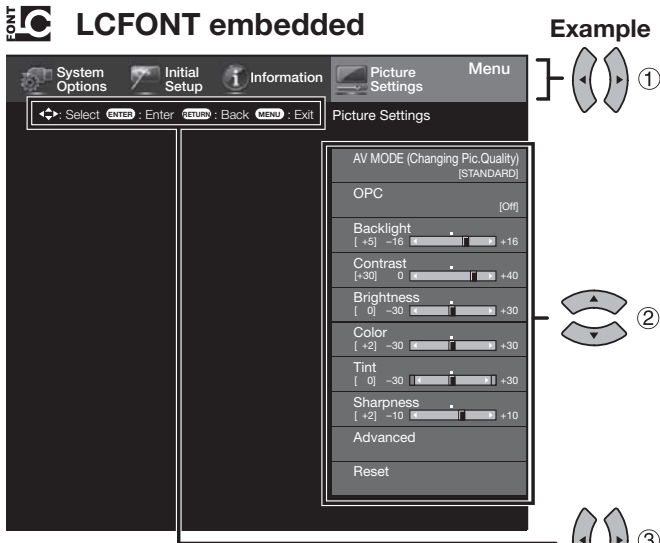 FONT LC LCFONT embedded
Example
System Options
Initial Setup
Information
Picture Settings
Menu
①
: Select ENTER : Enter RETURN : Back MENU : Exit
Picture Settings
AV MODE (Changing Pic.Quality)
[STANDARD]
OPC
[Off]
Backlight
[ +5] –16 +16
Contrast
[+30] 0 +40
Brightness
[ 0] –30 +30
Color
[ +2] –30 +30
Tint
[ 0] –30 +30
Sharpness
[ +2] –10 +10
Advanced
Reset
②
③